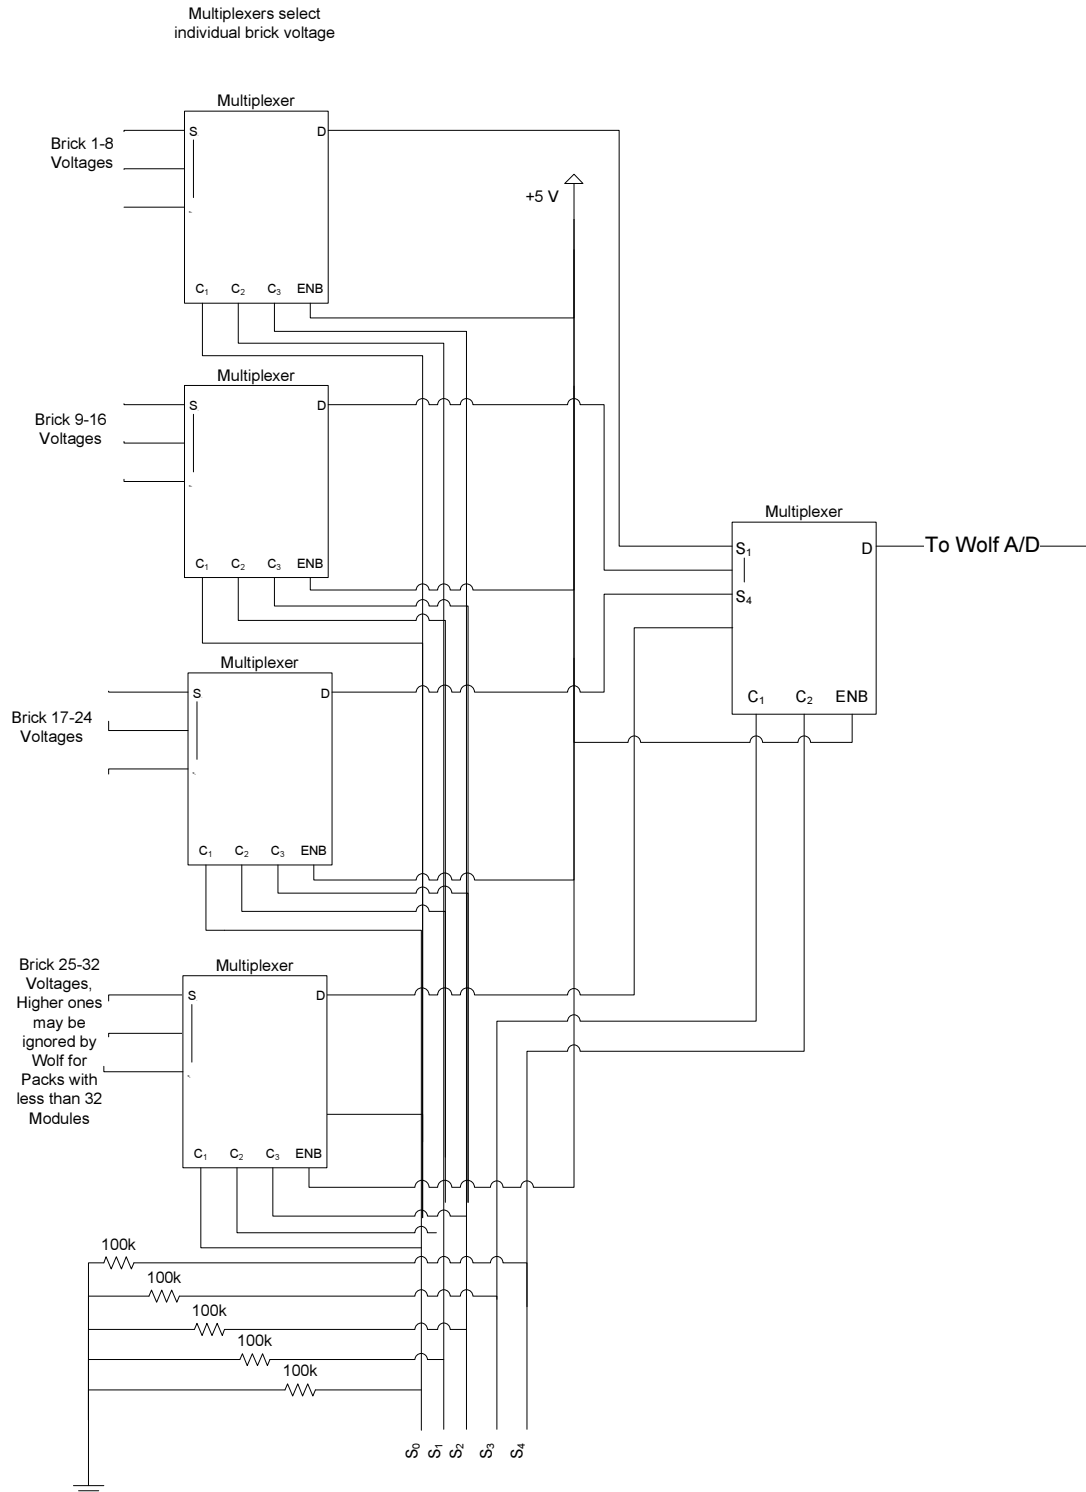 Multiplexers select
individual brick voltage
Multiplexer
S
D
Brick 1-8
Voltages
+5 V
C₁ C₂ C₃ ENB
Multiplexer
S
D
Brick 9-16
Voltages
C₁ C₂ C₃ ENB
Multiplexer
S₁
D
To Wolf A/D
S₄
C₁ C₂ ENB
Multiplexer
S
D
Brick 17-24
Voltages
C₁ C₂ C₃ ENB
Multiplexer
S
D
Brick 25-32
Voltages,
Higher ones
may be
ignored by
Wolf for
Packs with
less than 32
Modules
C₁ C₂ C₃ ENB
100k
100k
100k
100k
100k
S₀ S₁ S₂ S₃ S₄